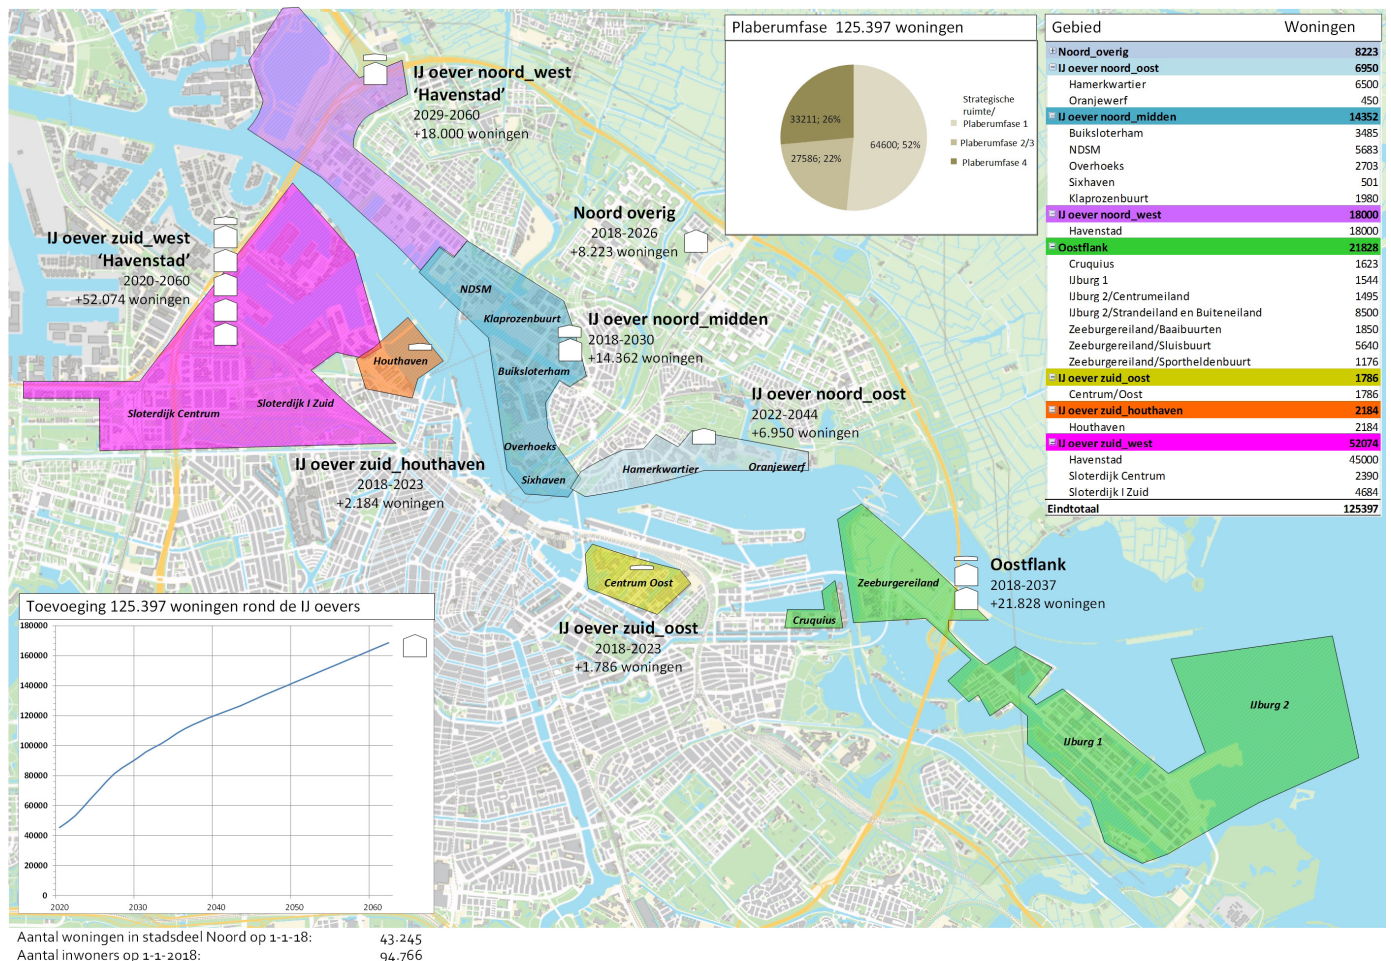 IJ oever noord_west
‘Havenstad’
2029-2060
+18.000 woningen
IJ oever zuid_west
‘Havenstad’
2020-2060
+52.074 woningen
Noord overig
2018-2026
+8.223 woningen
NDSM
Klaprozenbuurt
Buiksloterham
Overhoeks
Sixhaven
IJ oever noord_midden
2018-2030
+14.362 woningen
Houthaven
Sloterdijk Centrum
Sloterdijk I Zuid
IJ oever zuid_houthaven
2018-2023
+2.184 woningen
IJ oever noord_oost
2022-2044
+6.950 woningen
Hamerkwartier
Oranjewerf
Centrum Oost
IJ oever zuid_oost
2018-2023
+1.786 woningen
Cruquius
Zeeburgereiland
Oostflank
2018-2037
+21.828 woningen
IJburg 1
IJburg 2
Plaberumfase 125.397 woningen
33211; 26%
27586; 22%
64600; 52%
Strategische
ruimte/
Plaberumfase 1
Plaberumfase 2/3
Plaberumfase 4
Gebied Woningen
Noord_overig 8223
IJ oever noord_oost 6950
Hamerkwartier 6500
Oranjewerf 450
IJ oever noord_midden 14352
Buiksloterham 3485
NDSM 5683
Overhoeks 2703
Sixhaven 501
Klaprozenbuurt 1980
IJ oever noord_west 18000
Havenstad 18000
Oostflank 21828
Cruquius 1623
IJburg 1 1544
IJburg 2/Centrumeiland 1495
IJburg 2/Strandeiland en Buiteneiland 8500
Zeeburgereiland/Baaibuurten 1850
Zeeburgereiland/Sluisbuurt 5640
Zeeburgereiland/Sportheldenbuurt 1176
IJ oever zuid_oost 1786
Centrum/Oost 1786
IJ oever zuid_houthaven 2184
Houthaven 2184
IJ oever zuid_west 52074
Havenstad 45000
Sloterdijk Centrum 2390
Sloterdijk I Zuid 4684
Eindtotaal 125397
Toevoeging 125.397 woningen rond de IJ oevers
180000
160000
140000
120000
100000
80000
60000
40000
20000
0
2020 2030 2040 2050 2060
Aantal woningen in stadsdeel Noord op 1-1-18: 43.245
Aantal inwoners op 1-1-2018: 94.766